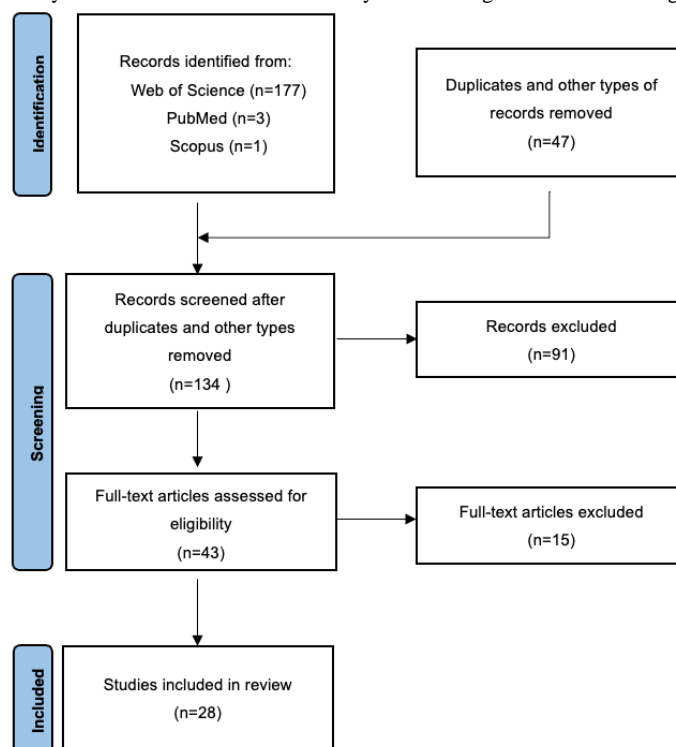 Identification
Records identified from:
Web of Science (n=177)
PubMed (n=3)
Scopus (n=1)
Duplicates and other types of
records removed
(n=47)
Screening
Records screened after
duplicates and other types
removed
(n=134 )
Records excluded
(n=91)
Full-text articles assessed for
eligibility
(n=43)
Full-text articles excluded
(n=15)
Included
Studies included in review
(n=28)